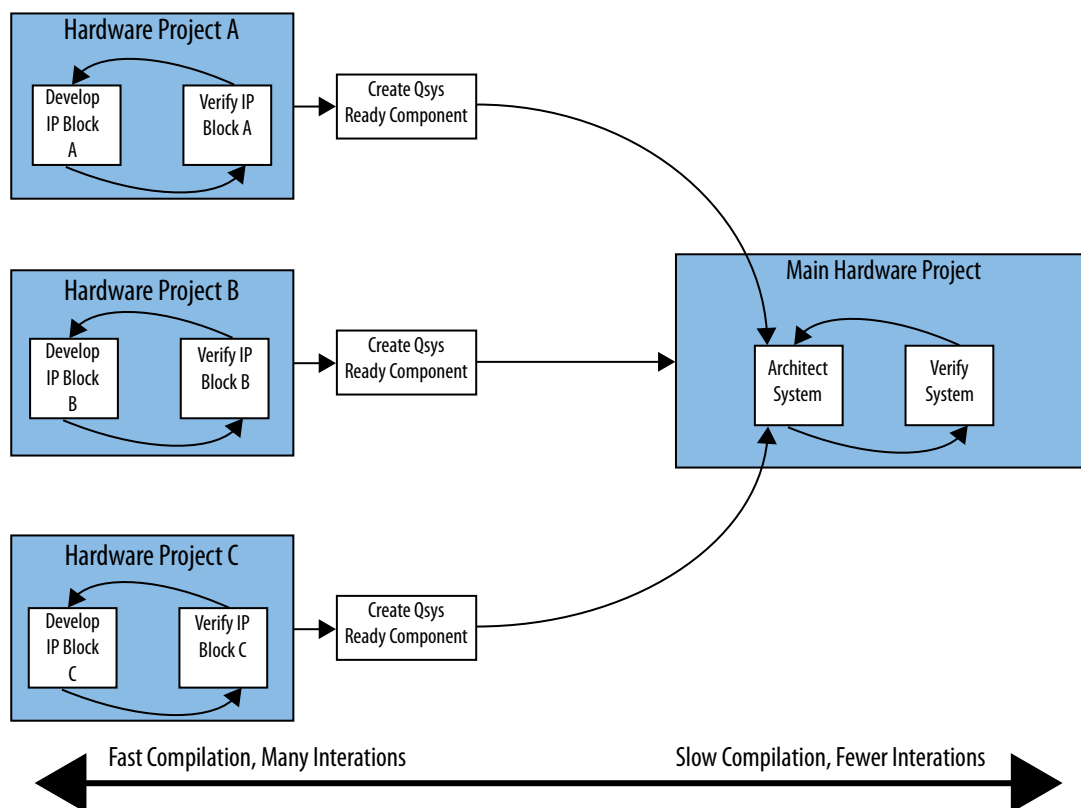 Hardware Project A
Develop
IP Block
A
Verify IP
Block A
Create Qsys
Ready Component
Hardware Project B
Develop
IP Block
B
Verify IP
Block B
Create Qsys
Ready Component
Main Hardware Project
Architect
System
Verify
System
Hardware Project C
Develop
IP Block
C
Verify IP
Block C
Create Qsys
Ready Component
Fast Compilation, Many Interations
Slow Compilation, Fewer Interations